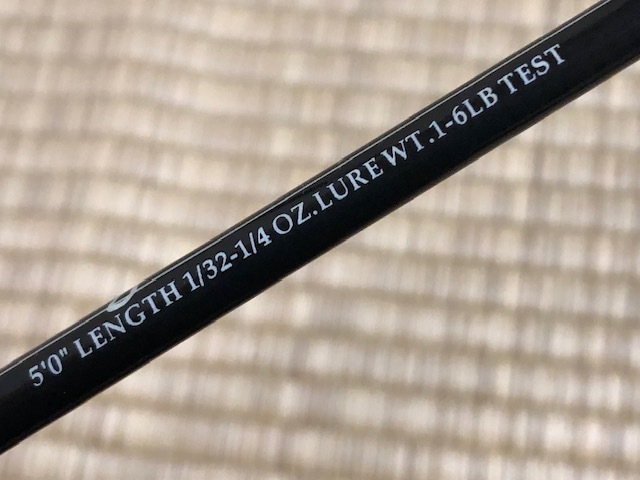 5'0" LENGTH 1/32-1/4 OZ.LURE WT.1-6LB TEST